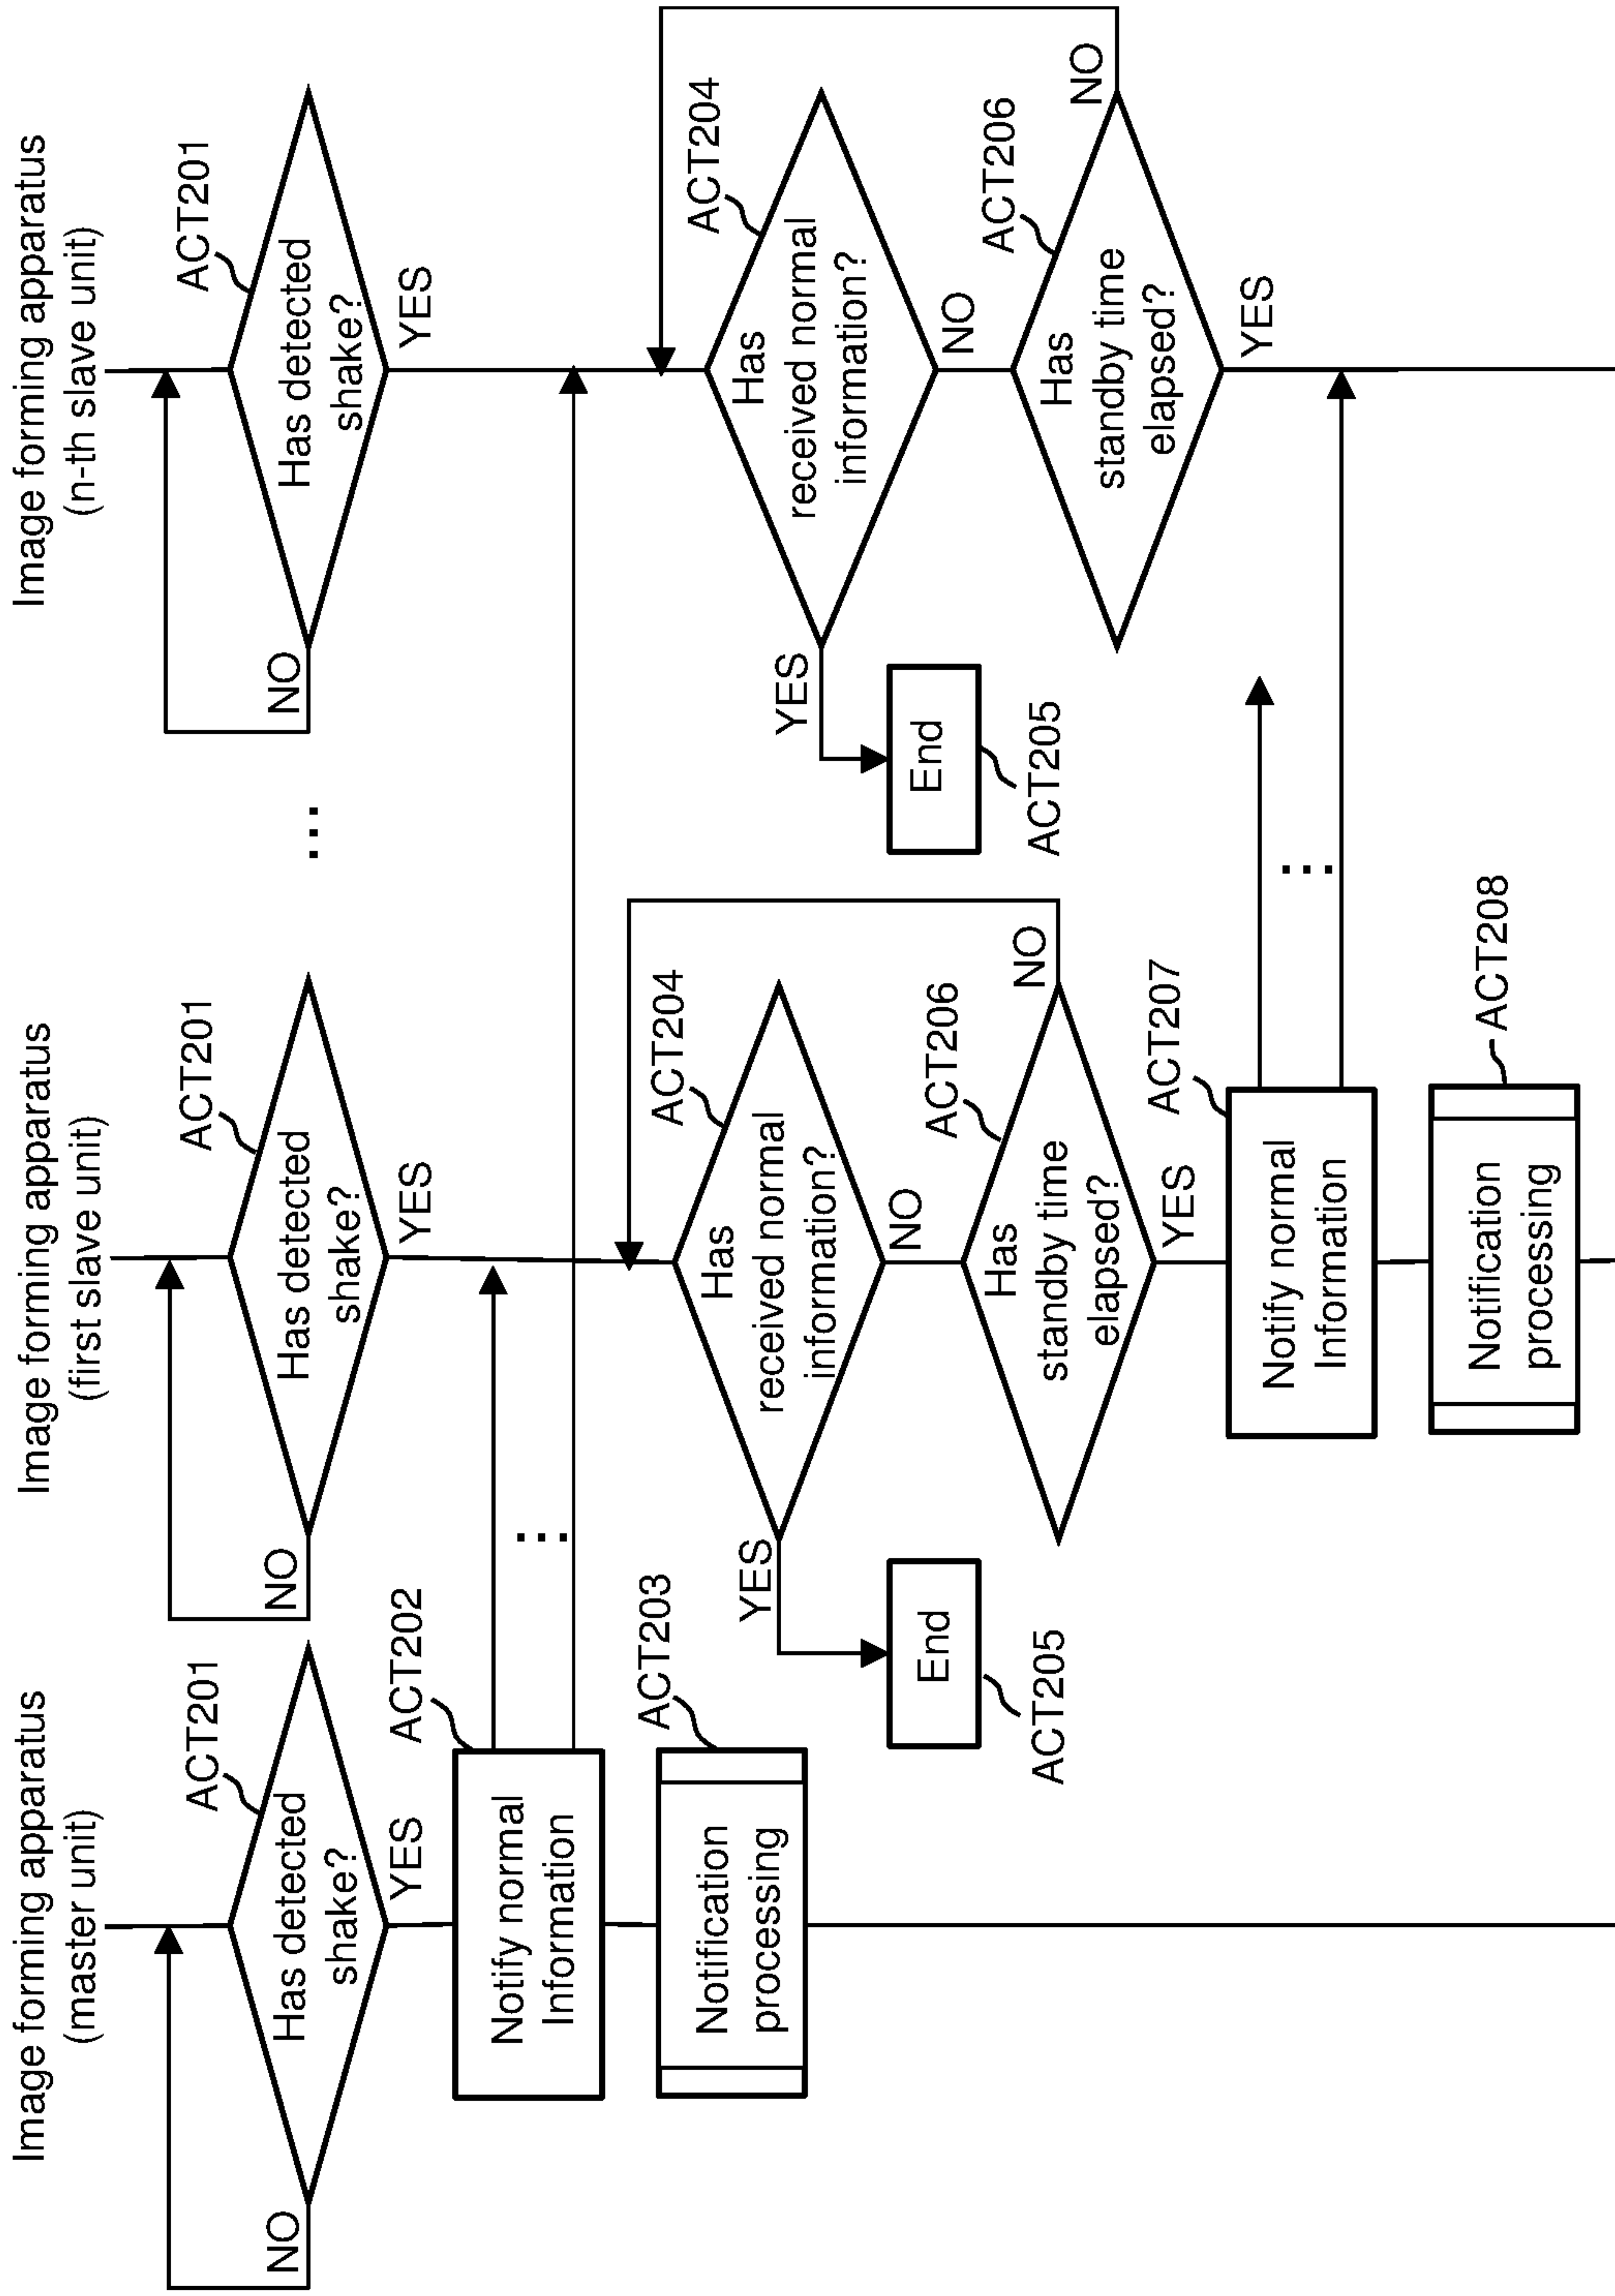 Image forming apparatus
(master unit)
ACT201
Has detected
shake?
NO
YES
ACT202
Notify normal
Information
...
ACT203
Notification
processing
Image forming apparatus
(first slave unit)
ACT201
Has detected
shake?
NO
YES
ACT204
Has
received normal
information?
YES
NO
End
ACT205
ACT206
Has
standby time
elapsed?
NO
YES
ACT207
Notify normal
Information
...
ACT208
Notification
processing
...
Image forming apparatus
(n-th slave unit)
ACT201
Has detected
shake?
NO
YES
ACT204
Has
received normal
information?
YES
NO
End
ACT205
ACT206
Has
standby time
elapsed?
NO
YES